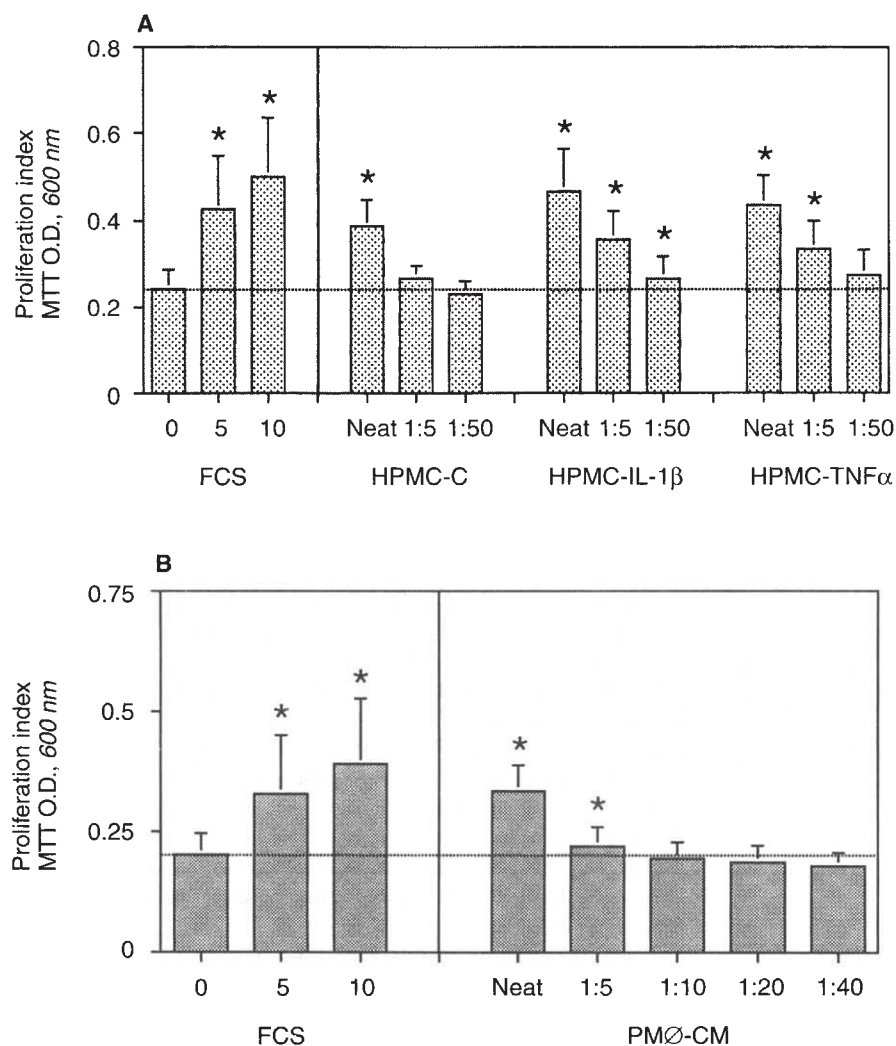 A
Proliferation index
MTT O.D., 600 nm
0.8
0.6
0.4
0.2
0
* * * * * * * *
0 5 10 Neat 1:5 1:50 Neat 1:5 1:50 Neat 1:5 1:50
FCS HPMC-C HPMC-IL-1β HPMC-TNFα
B
Proliferation index
MTT O.D., 600 nm
0.75
0.5
0.25
0
* * * *
0 5 10 Neat 1:5 1:10 1:20 1:40
FCS PMØ-CM